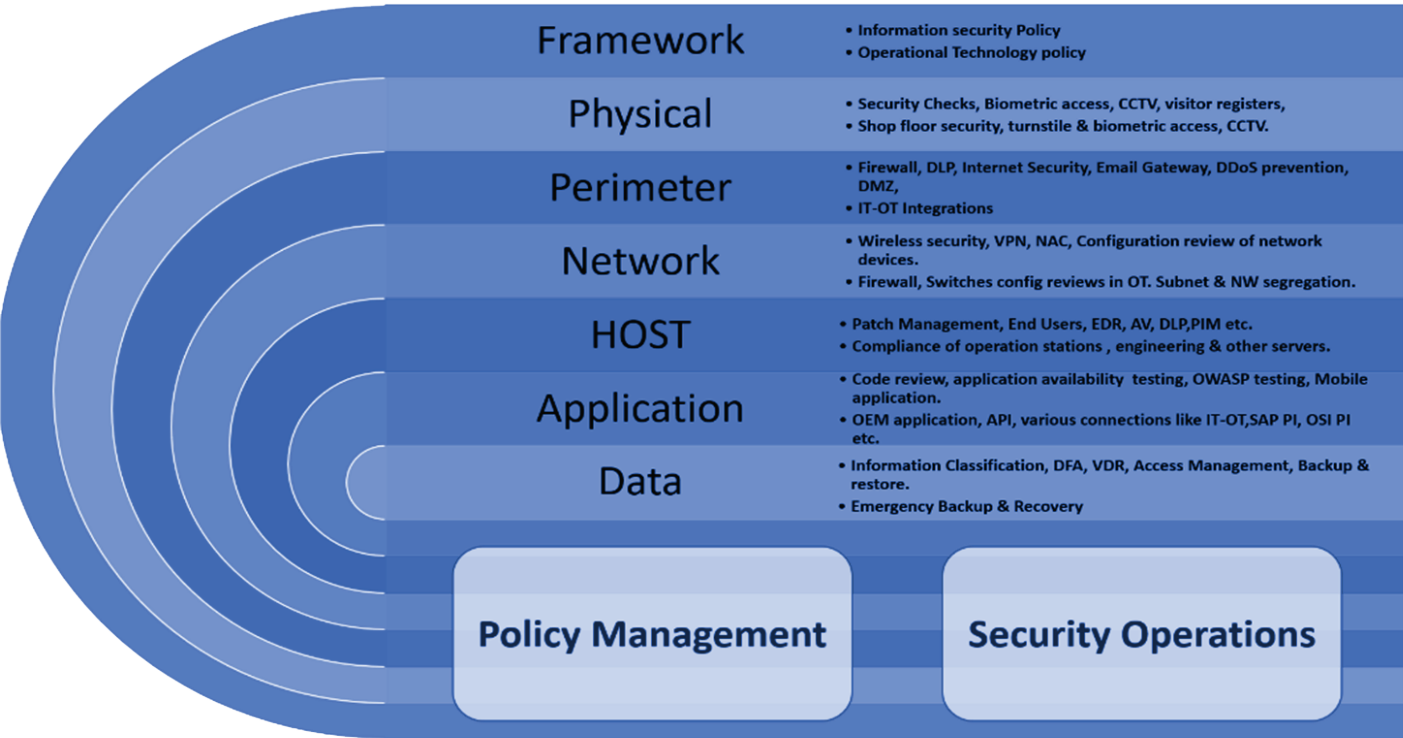 Framework
• Information security Policy
• Operational Technology policy
Physical
• Security Checks, Biometric access, CCTV, visitor registers,
• Shop floor security, turnstile & biometric access, CCTV.
Perimeter
• Firewall, DLP, Internet Security, Email Gateway, DDoS prevention,
DMZ,
• IT-OT Integrations
Network
• Wireless security, VPN, NAC, Configuration review of network
devices.
• Firewall, Switches config reviews in OT. Subnet & NW segregation.
HOST
• Patch Management, End Users, EDR, AV, DLP,PIM etc.
• Compliance of operation stations , engineering & other servers.
Application
• Code review, application availability testing, OWASP testing, Mobile
application.
• OEM application, API, various connections like IT-OT,SAP PI, OSI PI
etc.
Data
• Information Classification, DFA, VDR, Access Management, Backup &
restore.
• Emergency Backup & Recovery
Policy Management
Security Operations